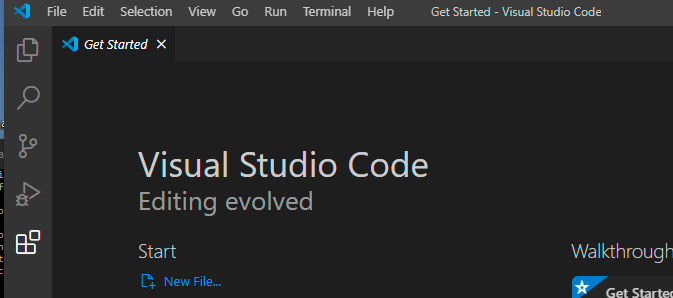 File Edit Selection View Go Run Terminal Help Get Started - Visual Studio Code
Get Started
Visual Studio Code
Editing evolved
Start
Walkthrough
New File...
Get Started